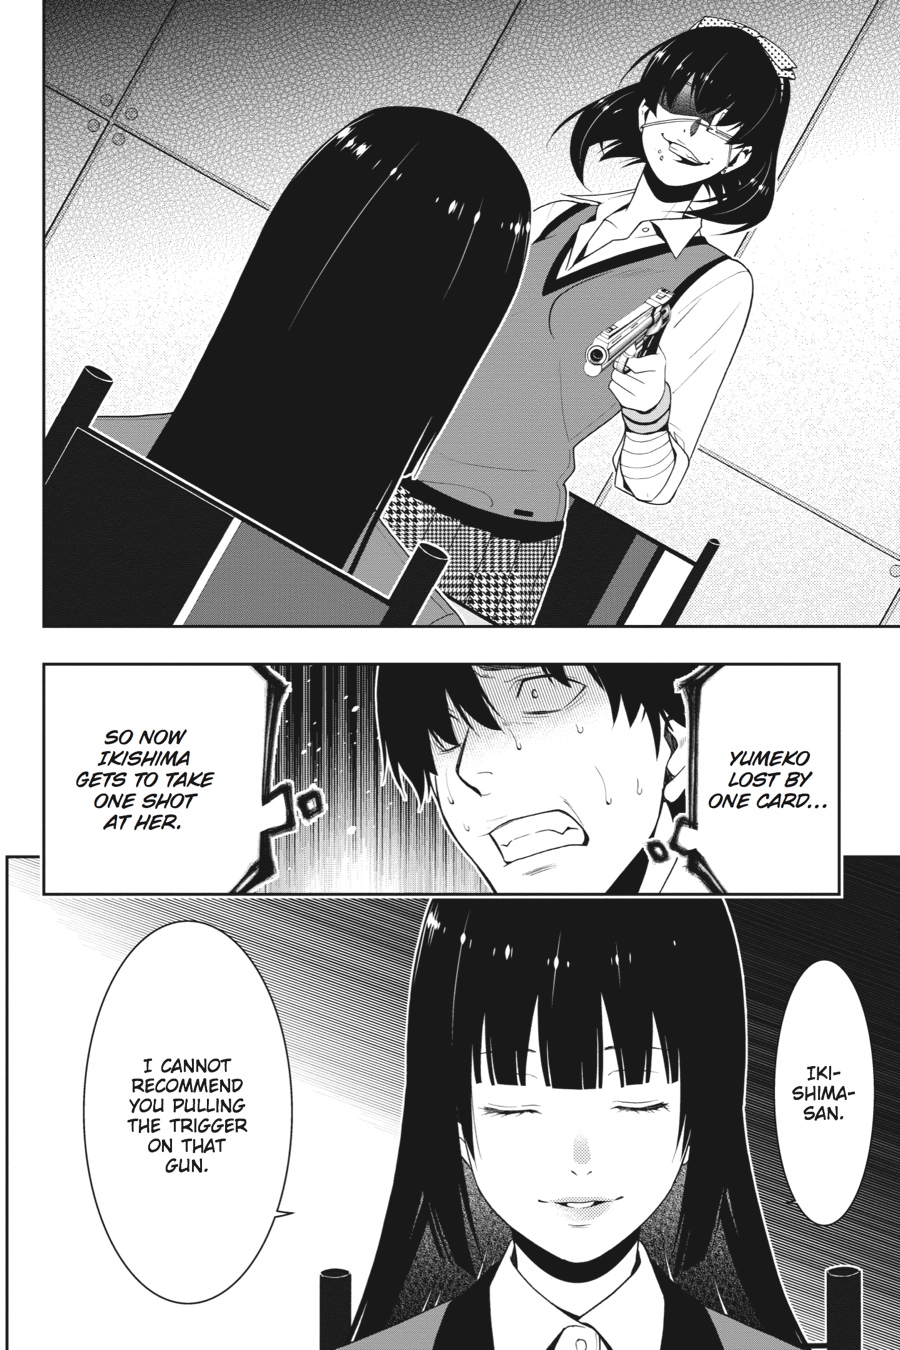 YUMEKO
LOST BY
ONE CARD...
SO NOW
IKISHIMA
GETS TO TAKE
ONE SHOT
AT HER.
IKI-
SHIMA-
SAN.
I CANNOT
RECOMMEND
YOU PULLING
THE TRIGGER
ON THAT
GUN.